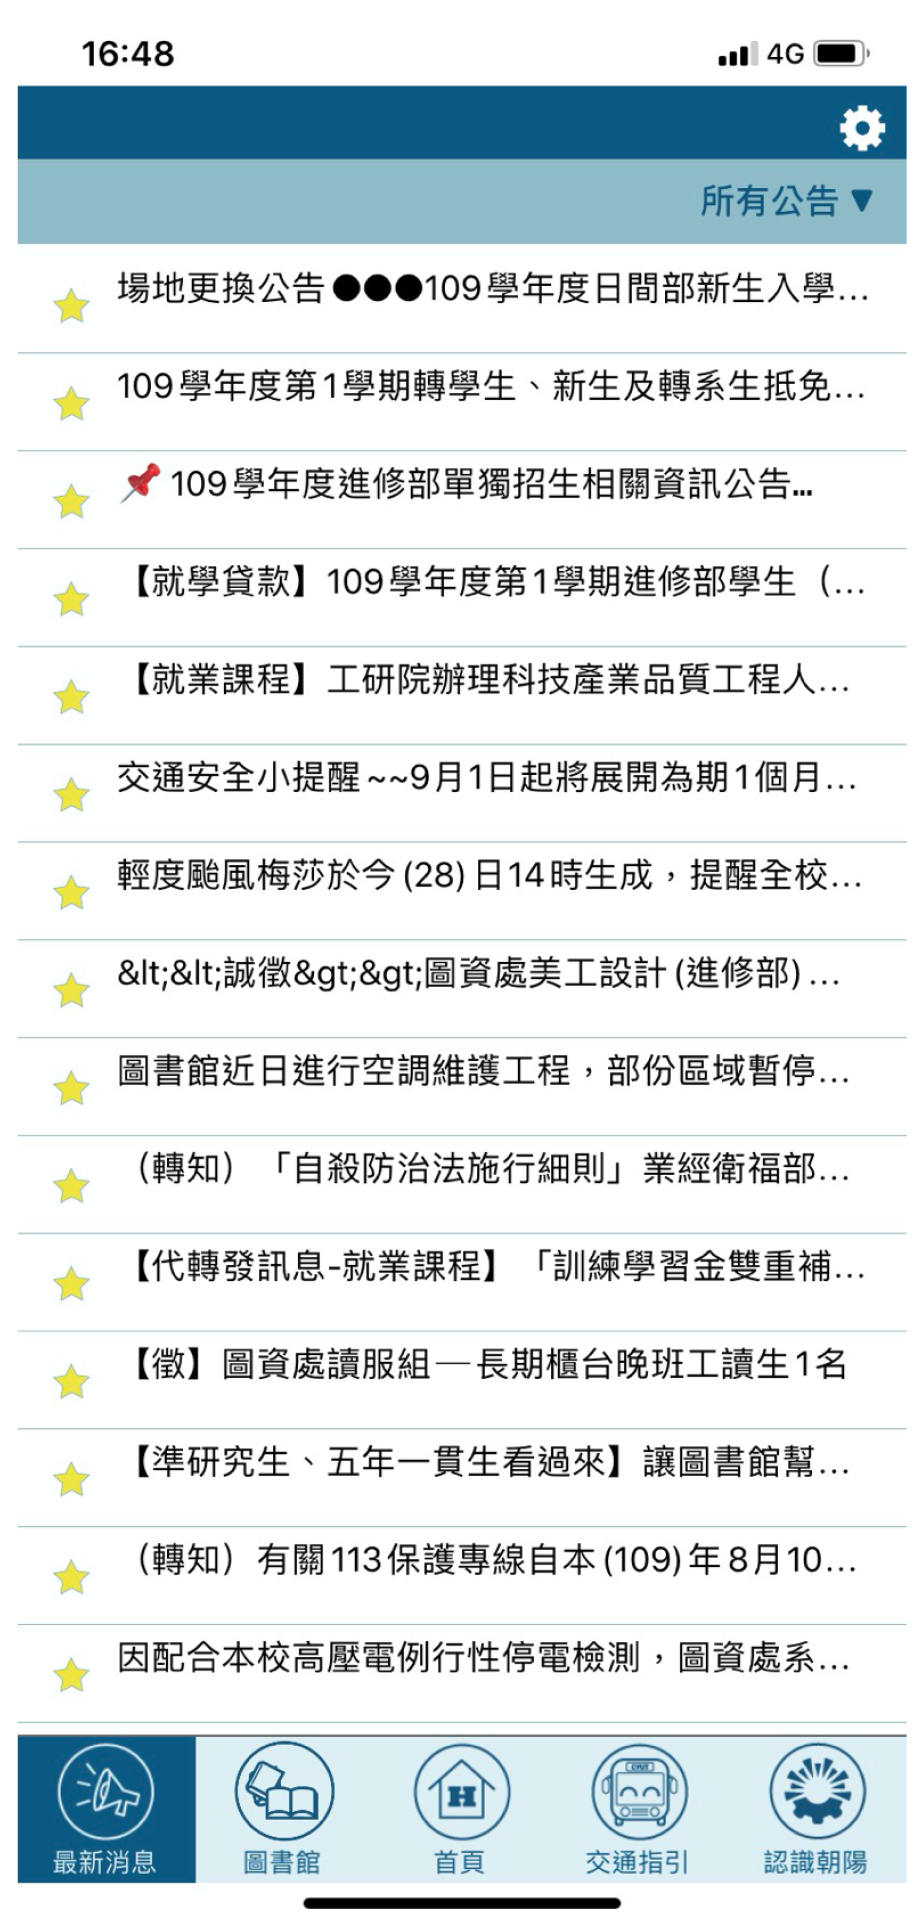 16:48
4G
所有公告▼
場地更換公告●●●109學年度日間部新生入學...
109學年度第1學期轉學生、新生及轉系生抵免...
📌 109學年度進修部單獨招生相關資訊公告...
【就學貸款】109學年度第1學期進修部學生（...
【就業課程】工研院辦理科技產業品質工程人...
交通安全小提醒~~9月1日起將展開為期1個月...
輕度颱風梅莎於今(28)日14時生成，提醒全校...
&lt;&lt;誠徵&gt;&gt;圖資處美工設計(進修部)...
圖書館近日進行空調維護工程，部份區域暫停...
（轉知）「自殺防治法施行細則」業經衛福部...
【代轉發訊息-就業課程】「訓練學習金雙重補...
【徵】圖資處讀服組—長期櫃台晚班工讀生1名
【準研究生、五年一貫生看過來】讓圖書館幫...
（轉知）有關113保護專線自本(109)年8月10...
因配合本校高壓電例行性停電檢測，圖資處系...
H
CYUT
最新消息 圖書館 首頁 交通指引 認識朝陽